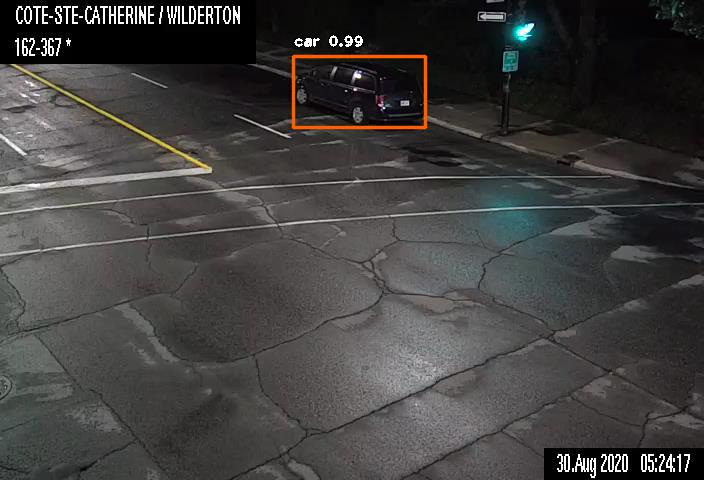 COTE-STE-CATHERINE / WILDERTON
162-367 *
car 0.99
30.Aug 2020 05:24:17